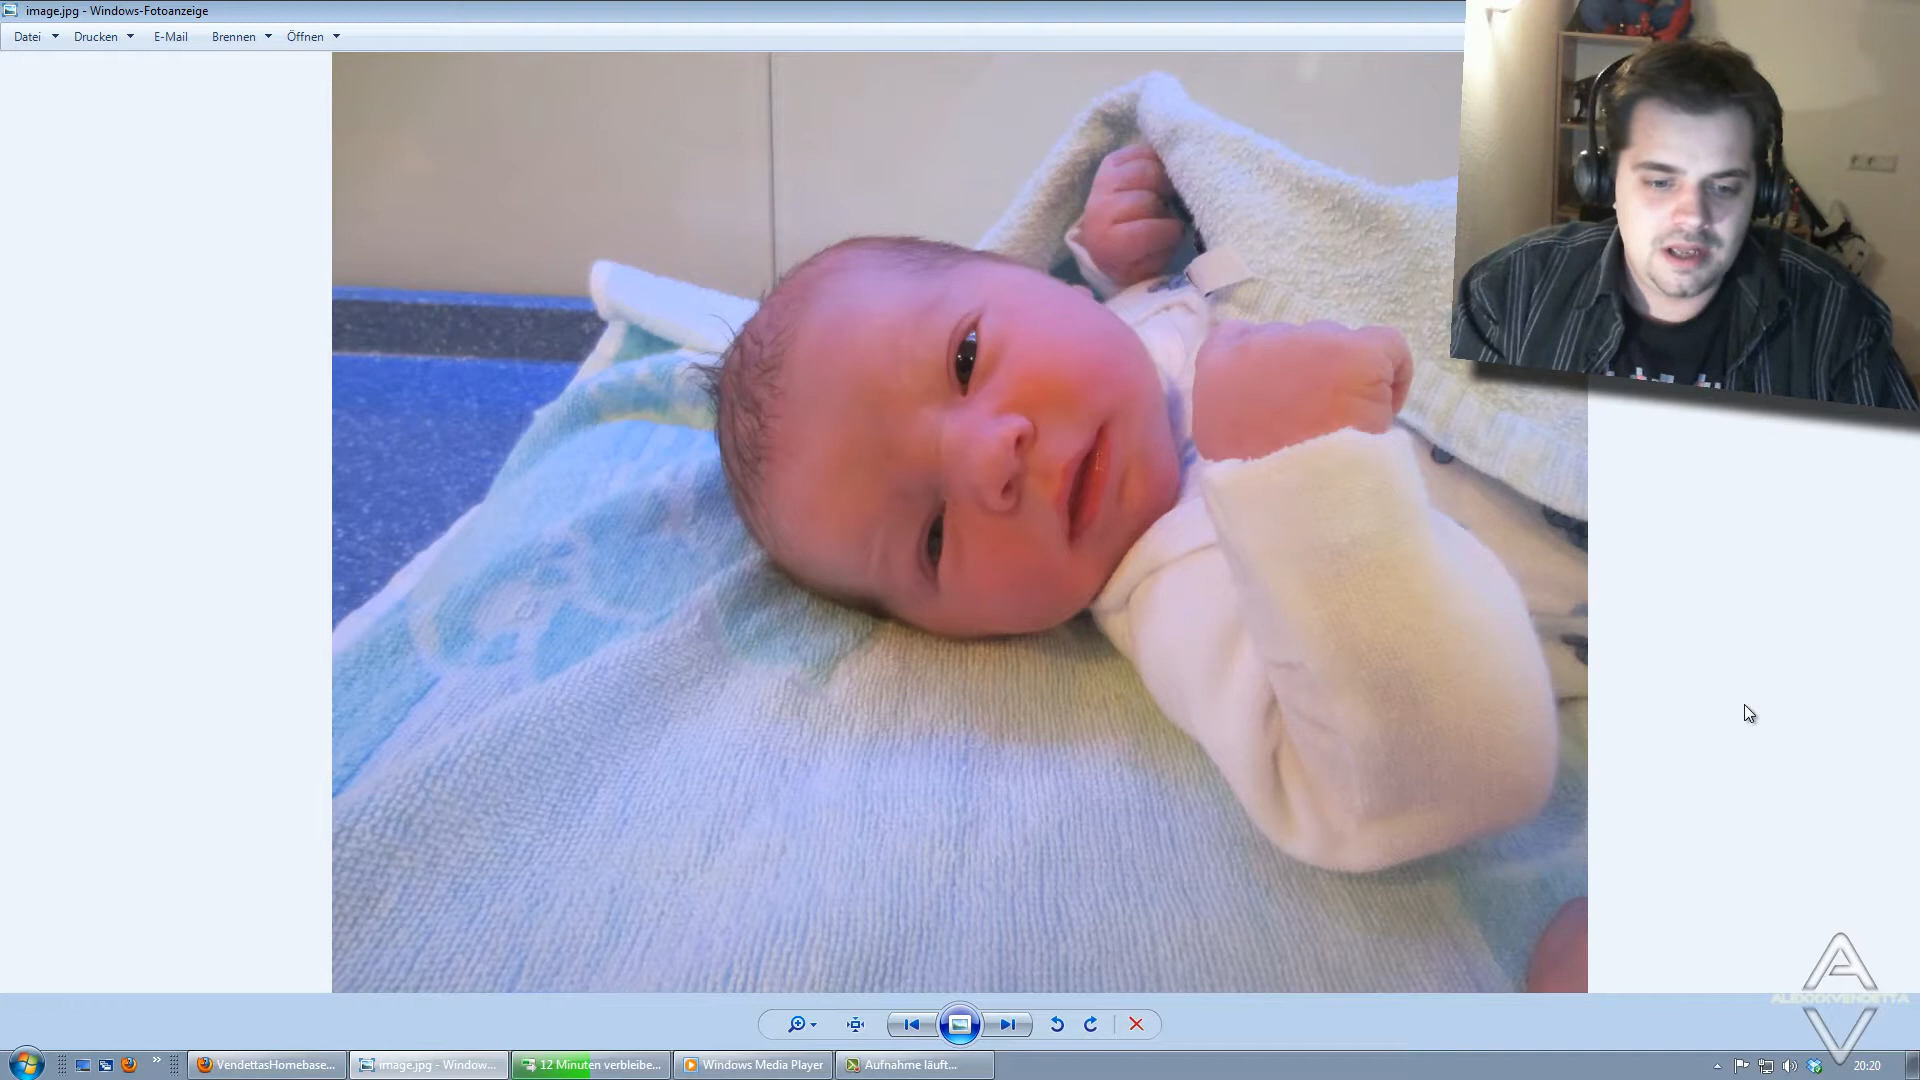 image.jpg - Windows-Fotoanzeige
Datei Drucken E-Mail Brennen Öffnen
ALEXXXVENDETTA
VendettasHomebase... image.jpg - Window... 12 Minuten verbleibe... Windows Media Player Aufnahme läuft... 20:20